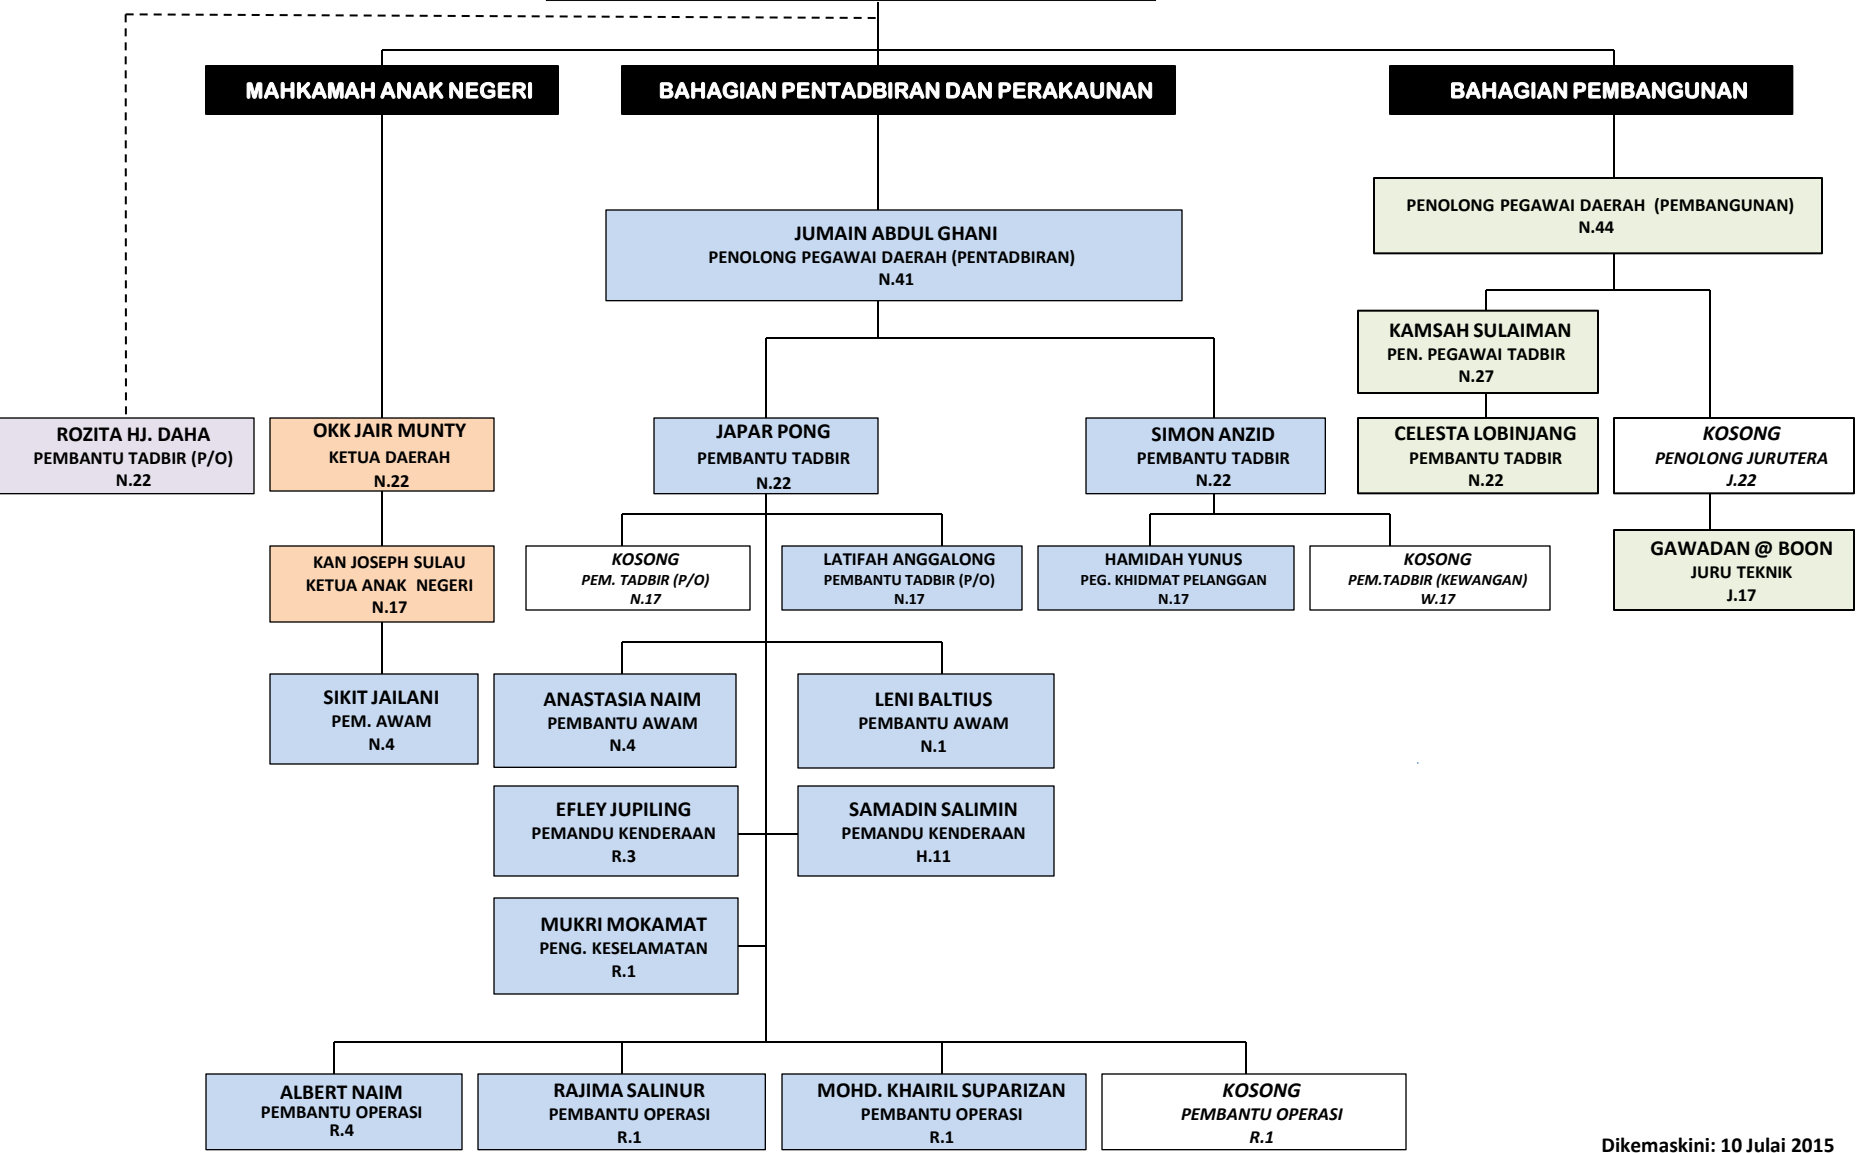 MAHKAMAH ANAK NEGERI
BAHAGIAN PENTADBIRAN DAN PERAKAUNAN
BAHAGIAN PEMBANGUNAN
PENOLONG PEGAWAI DAERAH (PEMBANGUNAN)
N.44
JUMAIN ABDUL GHANI
PENOLONG PEGAWAI DAERAH (PENTADBIRAN)
N.41
KAMSAH SULAIMAN
PEN. PEGAWAI TADBIR
N.27
ROZITA HJ. DAHA
PEMBANTU TADBIR (P/O)
N.22
OKK JAIR MUNTY
KETUA DAERAH
N.22
JAPAR PONG
PEMBANTU TADBIR
N.22
SIMON ANZID
PEMBANTU TADBIR
N.22
CELESTA LOBINJANG
PEMBANTU TADBIR
N.22
KOSONG
PENOLONG JURUTERA
J.22
KAN JOSEPH SULAU
KETUA ANAK NEGERI
N.17
KOSONG
PEM. TADBIR (P/O)
N.17
LATIFAH ANGGALONG
PEMBANTU TADBIR (P/O)
N.17
HAMIDAH YUNUS
PEG. KHIDMAT PELANGGAN
N.17
KOSONG
PEM.TADBIR (KEWANGAN)
W.17
GAWADAN @ BOON
JURU TEKNIK
J.17
SIKIT JAILANI
PEM. AWAM
N.4
ANASTASIA NAIM
PEMBANTU AWAM
N.4
LENI BALTIUS
PEMBANTU AWAM
N.1
EFLEY JUPILING
PEMANDU KENDERAAN
R.3
SAMADIN SALIMIN
PEMANDU KENDERAAN
H.11
MUKRI MOKAMAT
PENG. KESELAMATAN
R.1
ALBERT NAIM
PEMBANTU OPERASI
R.4
RAJIMA SALINUR
PEMBANTU OPERASI
R.1
MOHD. KHAIRIL SUPARIZAN
PEMBANTU OPERASI
R.1
KOSONG
PEMBANTU OPERASI
R.1
Dikemaskini: 10 Julai 2015